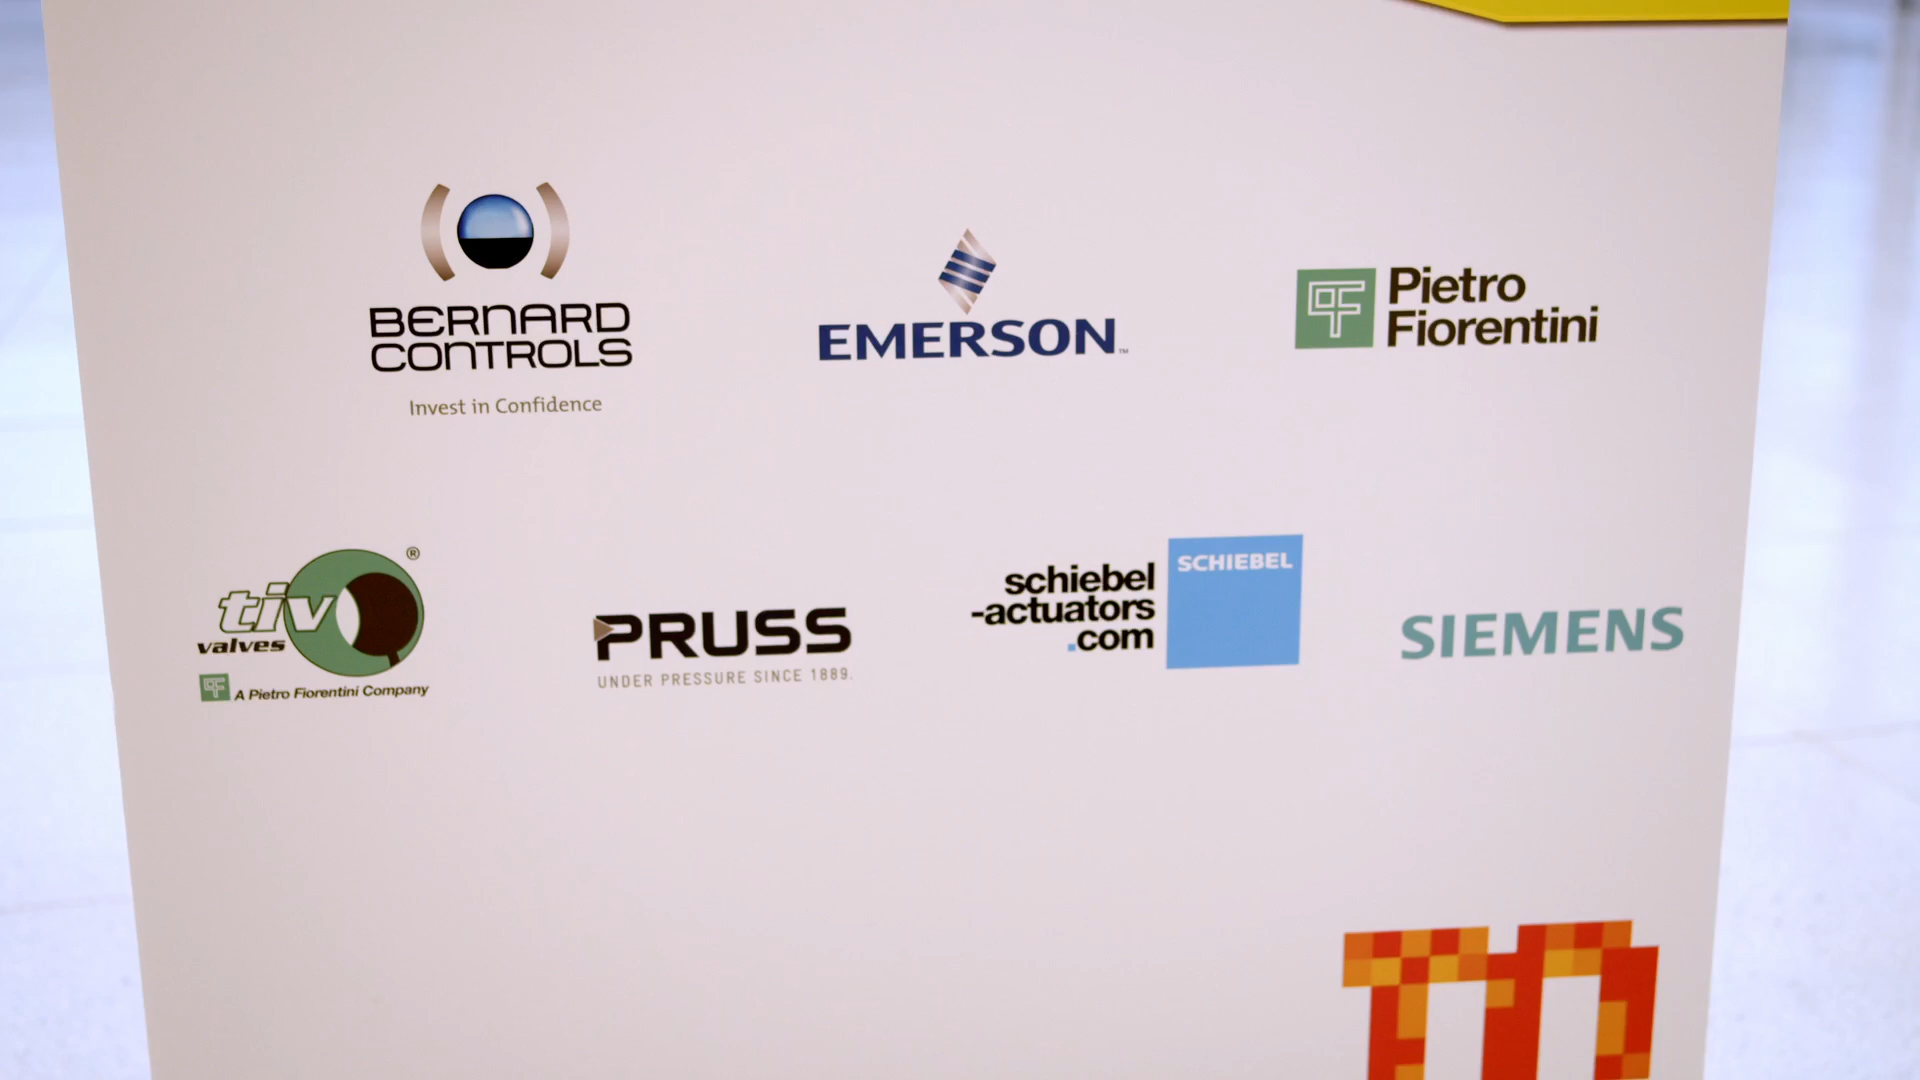 BERNARD
CONTROLS
Invest in Confidence
EMERSON™
Pietro
Fiorentini
tiv®
valves
A Pietro Fiorentini Company
PRUSS
UNDER PRESSURE SINCE 1889.
schiebel
-actuators
.com
SCHIEBEL
SIEMENS
m